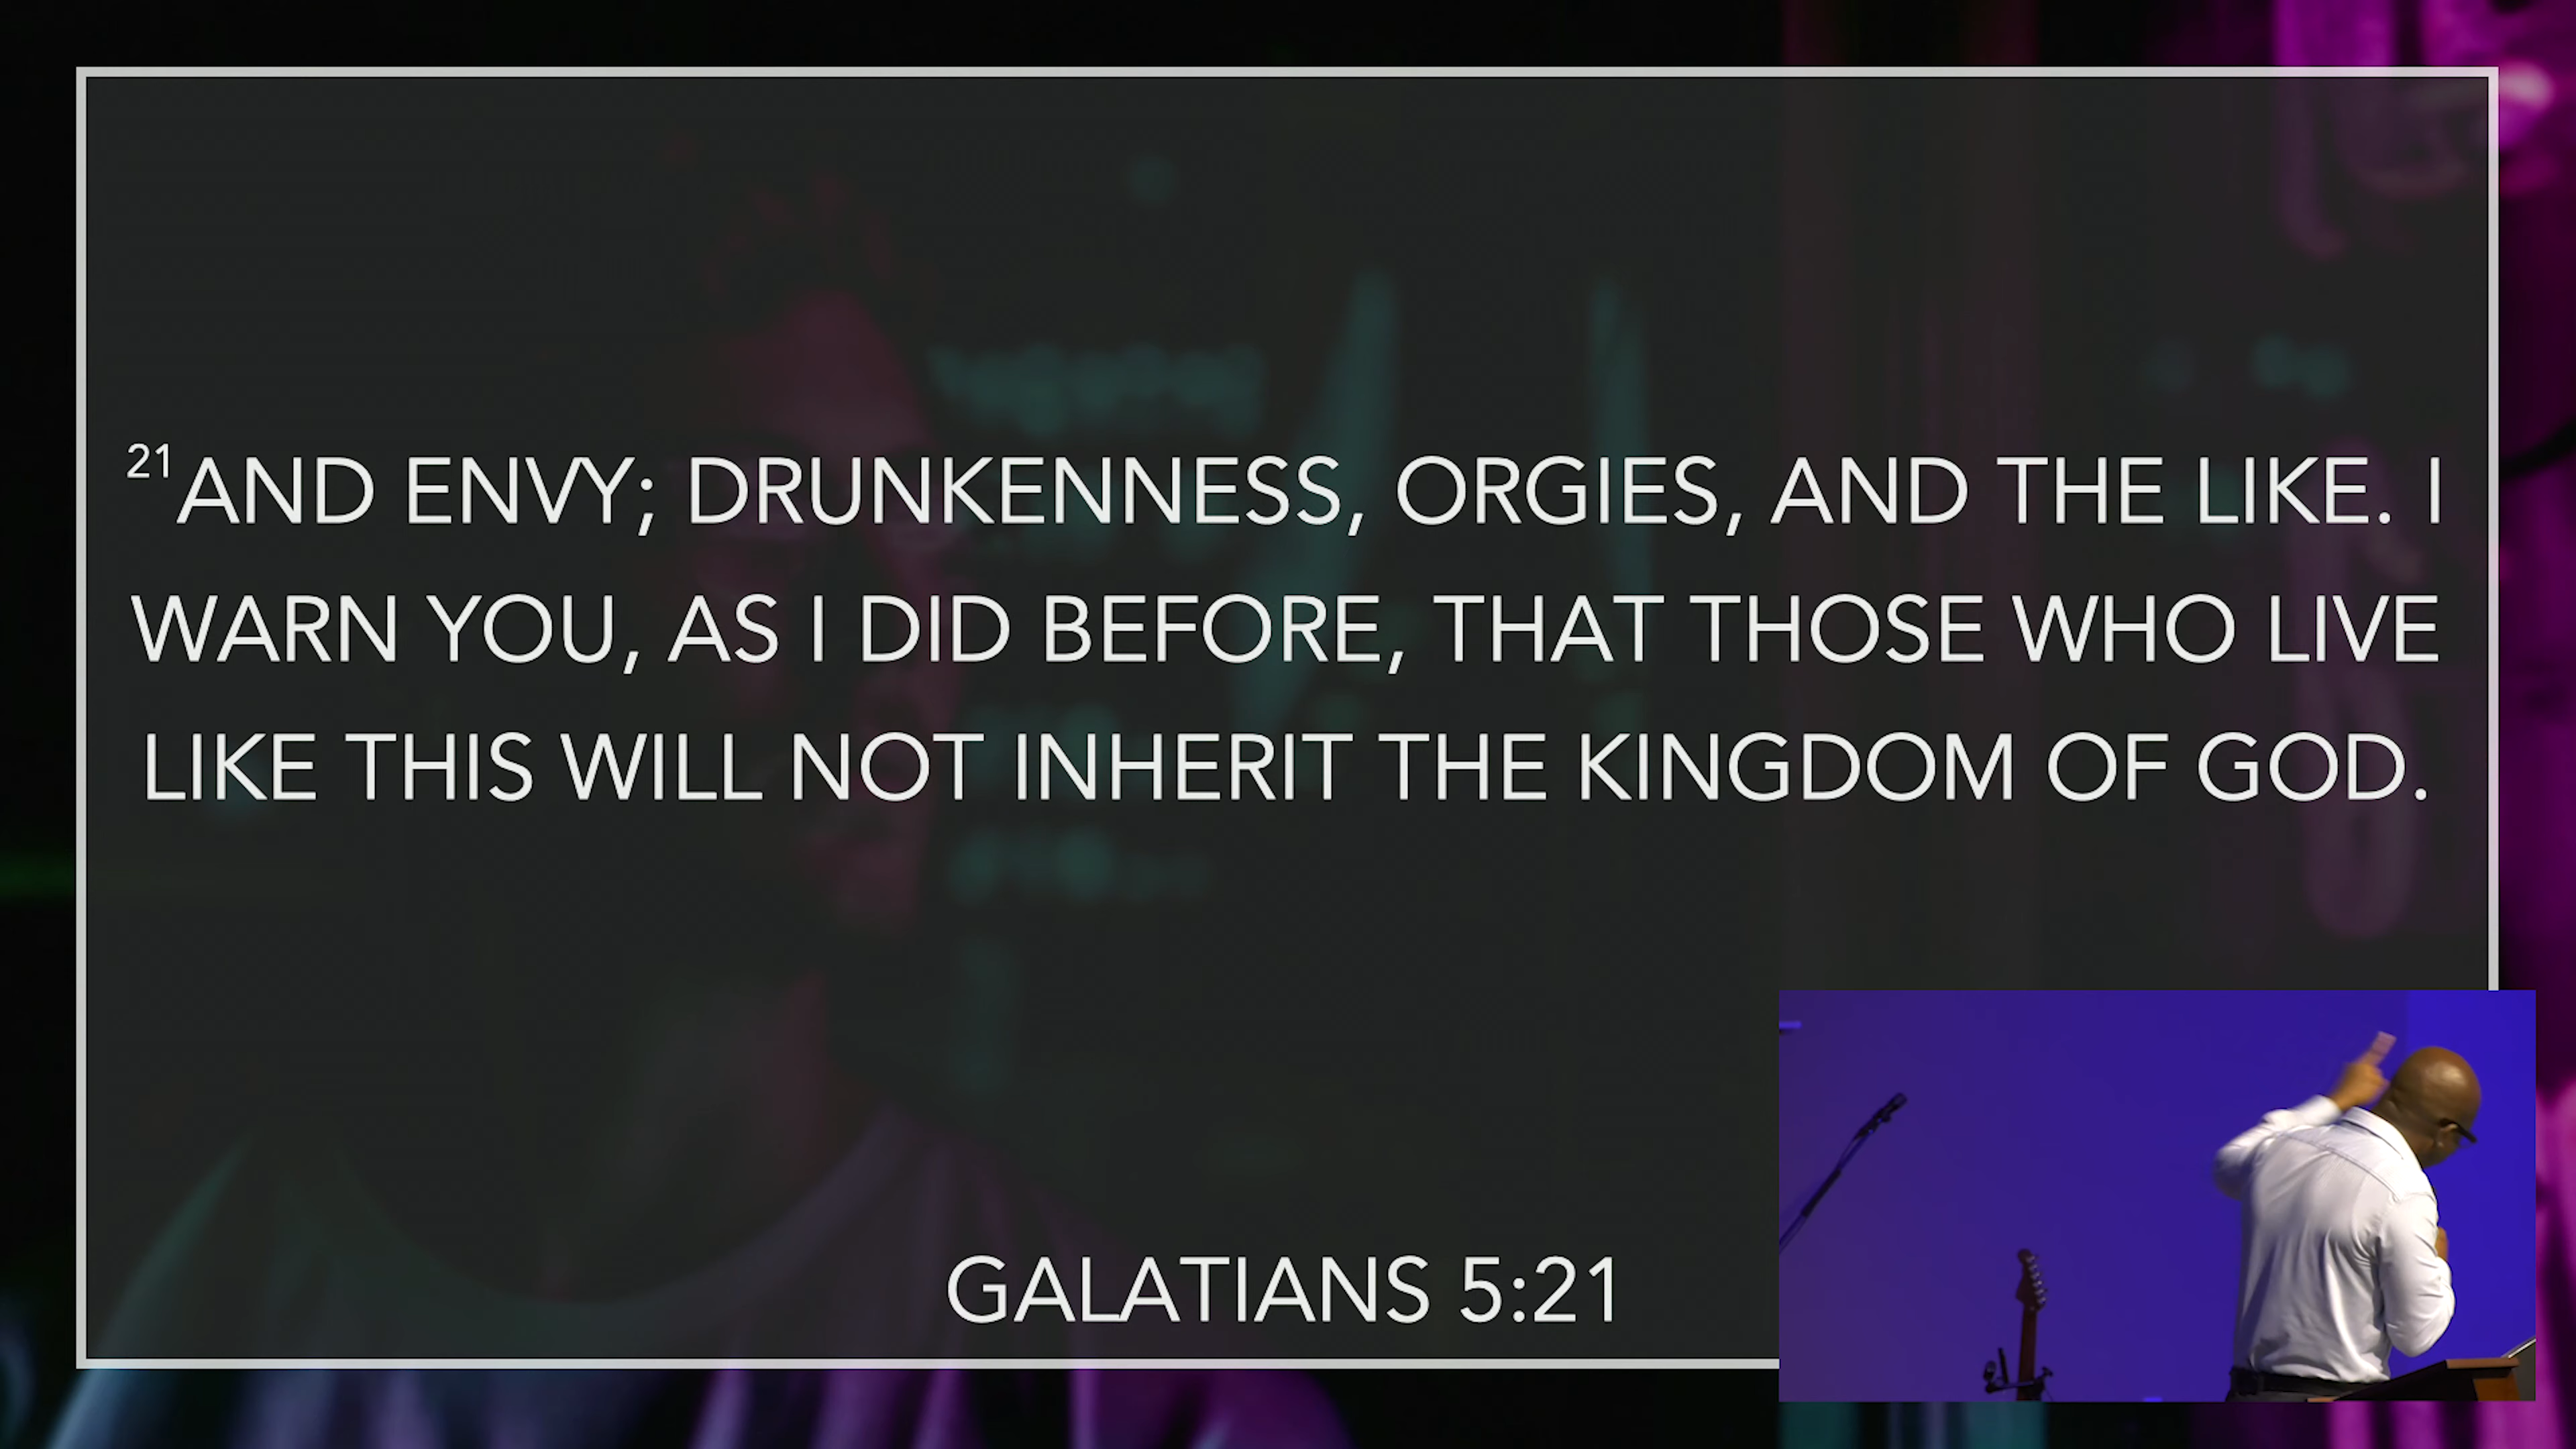 21AND ENVY; DRUNKENNESS, ORGIES, AND THE LIKE. I
WARN YOU, AS I DID BEFORE, THAT THOSE WHO LIVE
LIKE THIS WILL NOT INHERIT THE KINGDOM OF GOD.
GALATIANS 5:21